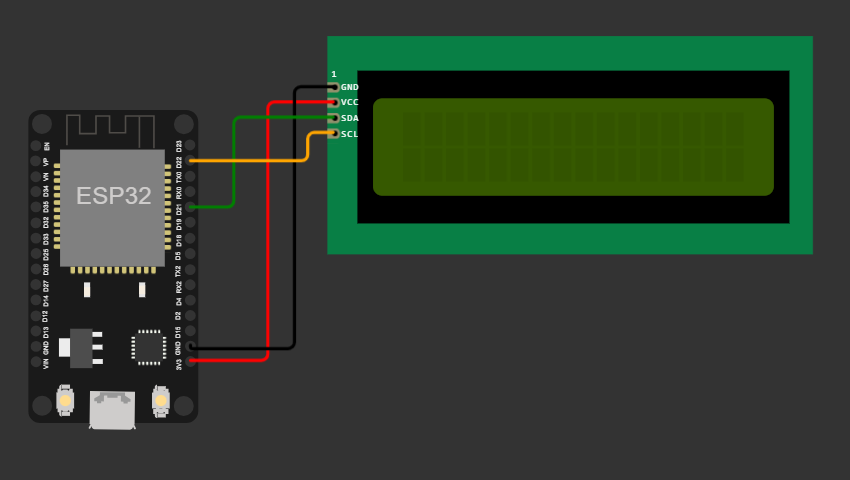 ESP32
EN
VP
VN
D34
D35
D32
D33
D25
D26
D27
D14
D12
D13
GND
VIN
D23
D22
TX0
RX0
D21
D19
D18
D5
TX2
RX2
D4
D2
D15
GND
3V3
1
GND
VCC
SDA
SCL